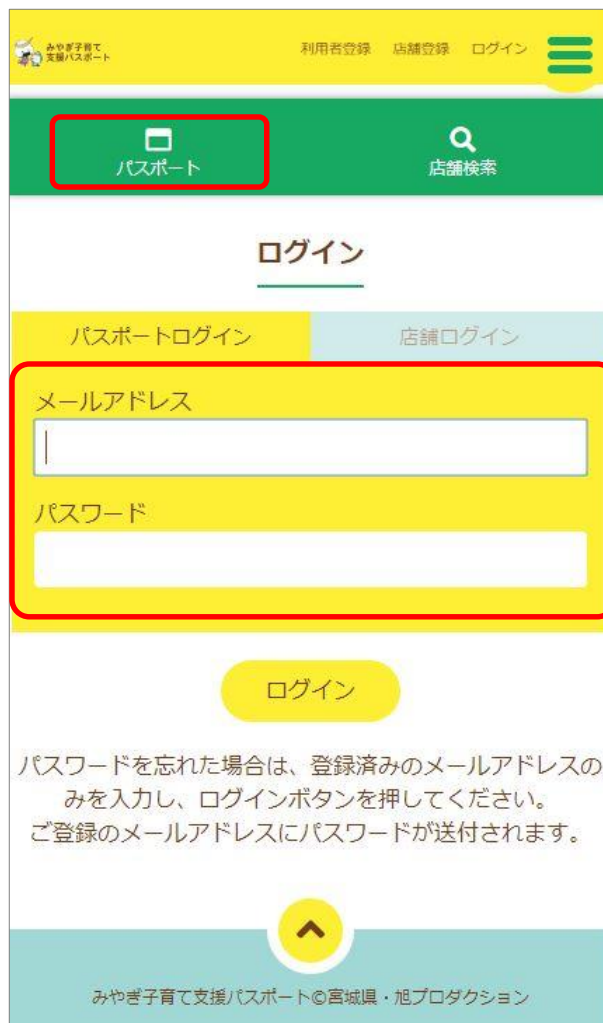 みやぎ子育て
支援パスポート
利用者登録 店舗登録 ログイン
パスポート
店舗検索
ログイン
パスポートログイン
店舗ログイン
メールアドレス
パスワード
ログイン
パスワードを忘れた場合は、登録済みのメールアドレスの
みを入力し、ログインボタンを押してください。
ご登録のメールアドレスにパスワードが送付されます。
みやぎ子育て支援パスポート©宮城県・旭プロダクション